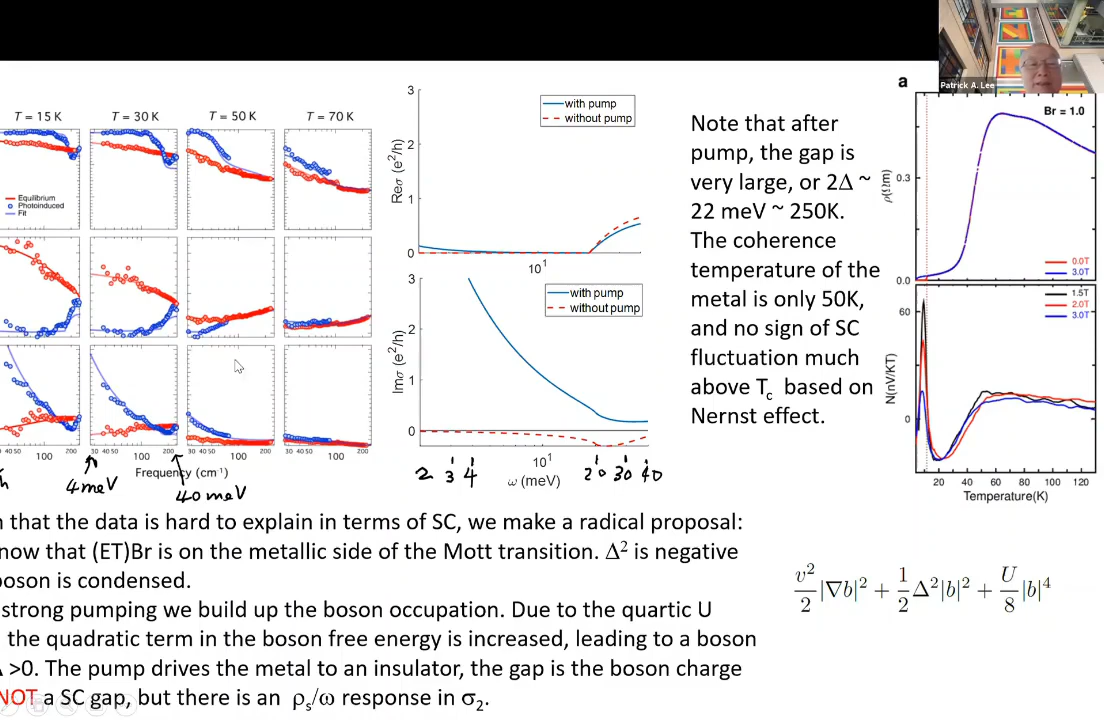 Patrick A. Lee
T = 15 K
T = 30 K
T = 50 K
T = 70 K
Equilibrium
Photoinduced
Fit
30 40 50 100 200
30 40 50 100 200
30 40 50 100 200
30 40 50 100 200
Frequency (cm⁻¹)
4meV
40meV
3
2
1
0
Reσ (e²/h)
with pump
without pump
10¹
3
2
1
0
Imσ (e²/h)
with pump
without pump
10¹
2 3 4 20 30 40
ω (meV)
Note that after
pump, the gap is
very large, or 2Δ ~
22 meV ~ 250K.
The coherence
temperature of the
metal is only 50K,
and no sign of SC
fluctuation much
above Tc based on
Nernst effect.
a
Br = 1.0
ρ(Ωm)
0.3
0.0
0.0T
3.0T
1.5T
2.0T
3.0T
N(nV/KT)
60
0
20 40 60 80 100 120
Temperature(K)
that the data is hard to explain in terms of SC, we make a radical proposal:
now that (ET)Br is on the metallic side of the Mott transition. Δ² is negative
boson is condensed.
strong pumping we build up the boson occupation. Due to the quartic U
the quadratic term in the boson free energy is increased, leading to a boson
>0. The pump drives the metal to an insulator, the gap is the boson charge
NOT a SC gap, but there is an ρs/ω response in σ2.
v²/2 |∇b|² + 1/2 Δ²|b|² + U/8 |b|⁴